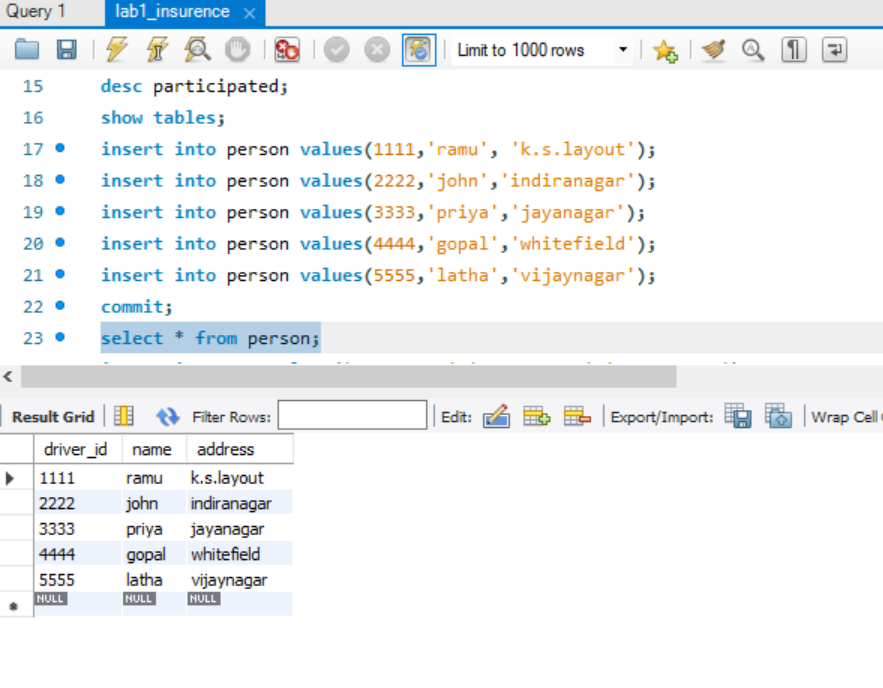 Query 1 lab1_insurence
Limit to 1000 rows
15 desc participated;
16 show tables;
17 insert into person values(1111,'ramu', 'k.s.layout');
18 insert into person values(2222,'john','indiranagar');
19 insert into person values(3333,'priya','jayanagar');
20 insert into person values(4444,'gopal','whitefield');
21 insert into person values(5555,'latha','vijaynagar');
22 commit;
23 select * from person;
Result Grid Filter Rows: Edit: Export/Import: Wrap Cell
driver_id name address
1111 ramu k.s.layout
2222 john indiranagar
3333 priya jayanagar
4444 gopal whitefield
5555 latha vijaynagar
NULL NULL NULL